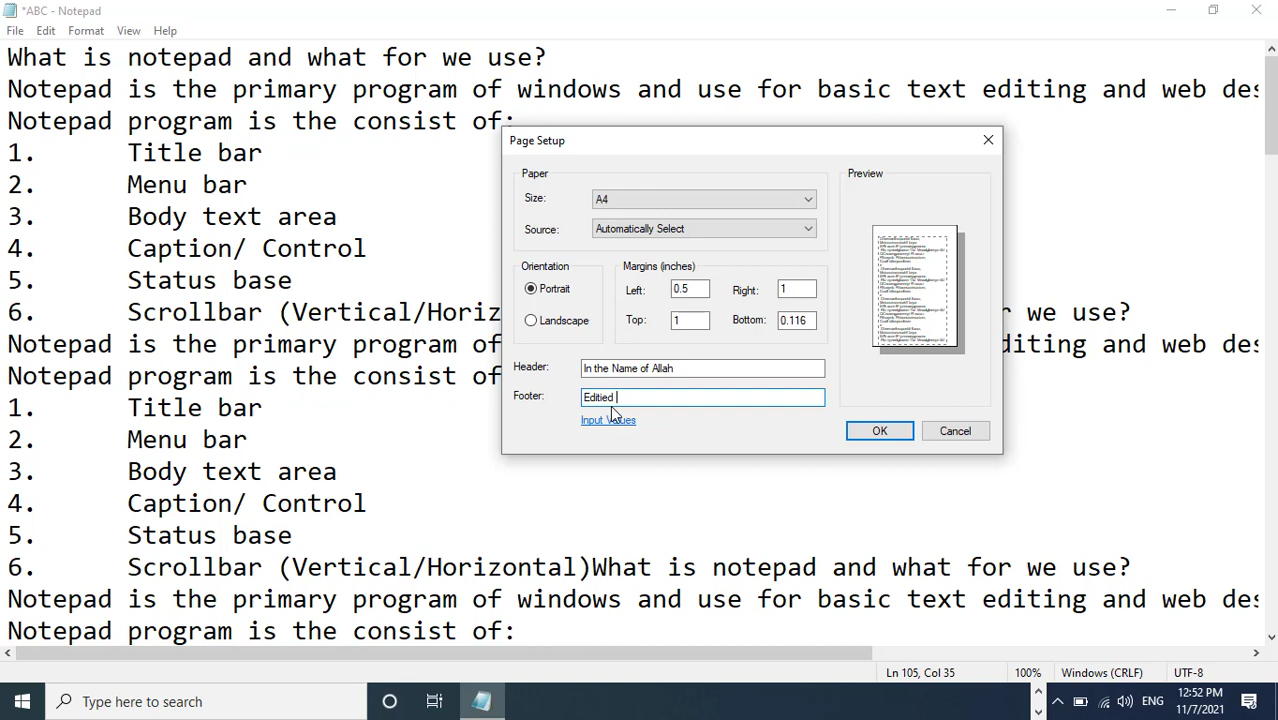 *ABC - Notepad
File Edit Format View Help
What is notepad and what for we use?
Notepad is the primary program of windows and use for basic text editing and web des
Notepad program is the consist of:
1. Title bar
2. Menu bar
3. Body text area
4. Caption/ Control
5. Status base
6. Scrollbar (Vertical/Horiz for we use?
Notepad is the primary program of editing and web des
Notepad program is the consist of
1. Title bar
2. Menu bar
3. Body text area
4. Caption/ Control
5. Status base
6. Scrollbar (Vertical/Horizontal)What is notepad and what for we use?
Notepad is the primary program of windows and use for basic text editing and web des
Notepad program is the consist of:
Page Setup
Paper
Size: A4
Source: Automatically Select
Orientation
Portrait
Landscape
Margins (inches)
Left: 0.5 Right: 1
Top: 1 Bottom: 0.116
Header: In the Name of Allah
Footer: Editied
Input Values
Preview
OK Cancel
Ln 105, Col 35 100% Windows (CRLF) UTF-8
Type here to search
ENG
12:52 PM
11/7/2021